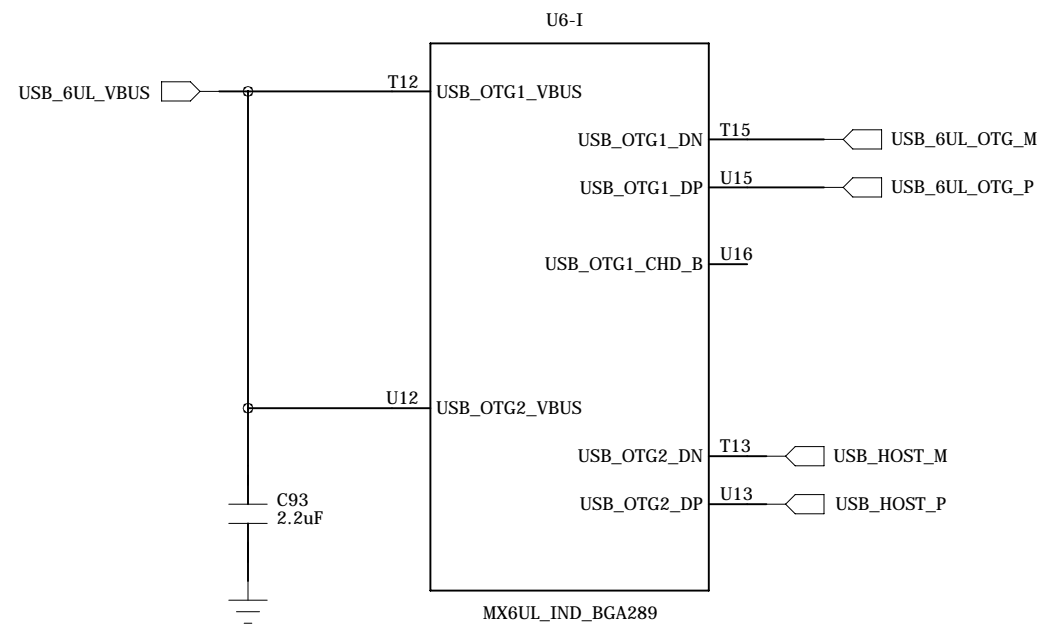 U6-I
USB_6UL_VBUS
T12
USB_OTG1_VBUS
USB_OTG1_DN
T15
USB_6UL_OTG_M
USB_OTG1_DP
U15
USB_6UL_OTG_P
USB_OTG1_CHD_B
U16
U12
USB_OTG2_VBUS
USB_OTG2_DN
T13
USB_HOST_M
USB_OTG2_DP
U13
USB_HOST_P
C93
2.2uF
MX6UL_IND_BGA289